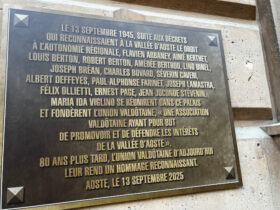 LE 13 SEPTEMBRE 1945, SUITE AUX DÉCRETS
QUI RECONNAISSAIENT À LA VALLÉE D'AOSTE LE DROIT
À L'AUTONOMIE RÉGIONALE, FLAVIEN ARBANEY, AIMÉ BERTHET,
LOUIS BERTON, ROBERT BERTON, AMÉDÉE BERTHOD, LINO BINEL,
JOSEPH BRÉAN, CHARLES BOVARD, SÉVERIN CAVERI,
ALBERT DEFFEYES, PAUL ALPHONSE FARINET, JOSEPH LAMASTRA,
FÉLIX OLLIETTI, ERNEST PAGE, JEAN JOCONDE STÉVENIN,
MARIA IDA VIGLINO SE RÉUNIRENT DANS CE PALAIS
ET FONDÈRENT L'UNION VALDÔTAINE, « UNE ASSOCIATION
VALDÔTAINE AYANT POUR BUT
DE PROMOUVOIR ET DE DÉFENDRE LES INTÉRÊTS
DE LA VALLÉE D'AOSTE ».
80 ANS PLUS TARD, L'UNION VALDÔTAINE D'AUJOURD'HUI
LEUR REND UN HOMMAGE RECONNAISSANT.
AOSTE, LE 13 SEPTEMBRE 2025